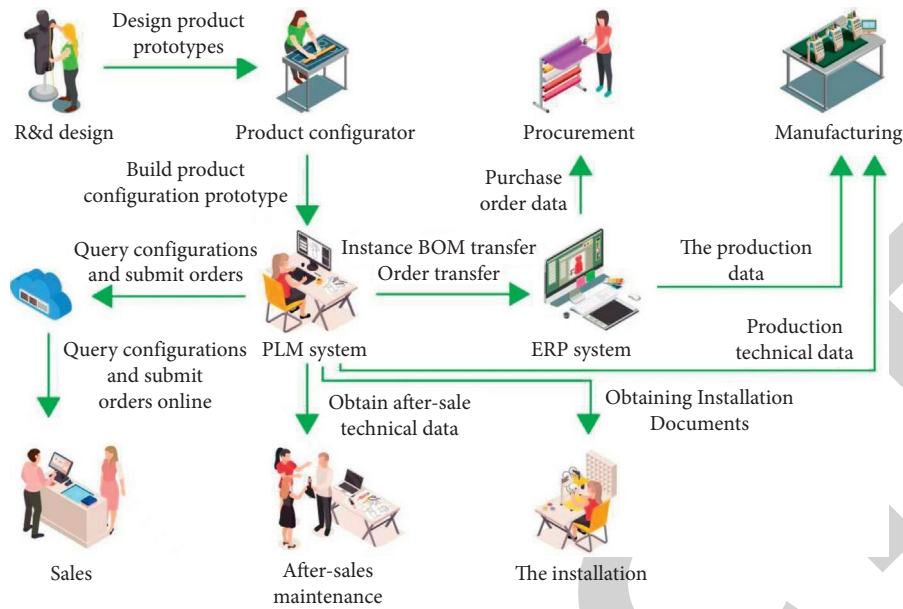 Design product
prototypes
R&d design
Product configurator
Procurement
Manufacturing
Build product
configuration prototype
Purchase
order data
Query configurations
and submit orders
Instance BOM transfer
Order transfer
The production
data
PLM system
ERP system
Production
technical data
Query configurations
and submit
orders online
Obtain after-sale
technical data
Obtaining Installation
Documents
Sales
After-sales
maintenance
The installation